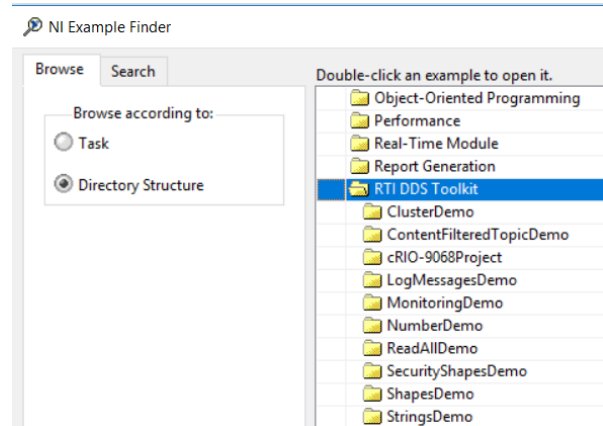 NI Example Finder
Browse
Search
Browse according to:
Task
Directory Structure
Double-click an example to open it.
Object-Oriented Programming
Performance
Real-Time Module
Report Generation
RTI DDS Toolkit
ClusterDemo
ContentFilteredTopicDemo
cRIO-9068Project
LogMessagesDemo
MonitoringDemo
NumberDemo
ReadAllDemo
SecurityShapesDemo
ShapesDemo
StringsDemo